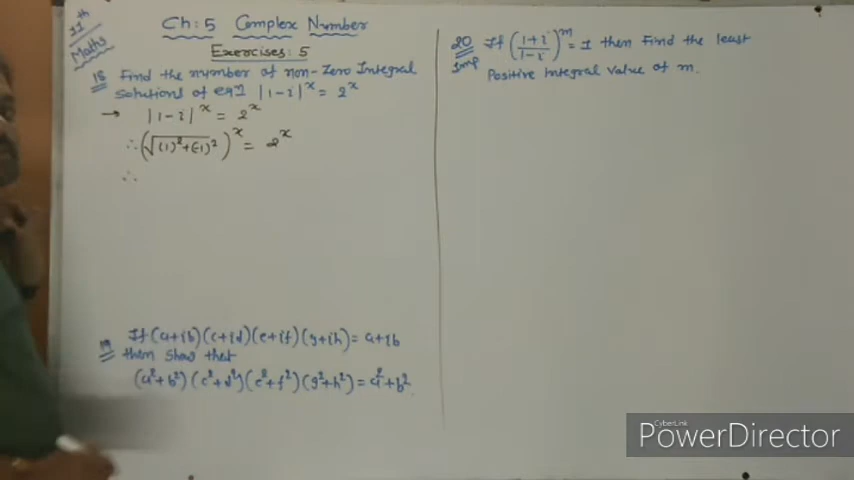 11th
Maths
Ch: 5 Complex Number
Exercises: 5
18 Find the number of non-Zero Integral
Solutions of eqn |1-i|^x = 2^x
→ |1-i|^x = 2^x
∴ (√(1)²+(-1)²)^x = 2^x
∴
19 If (a+ib)(c+id)(e+if)(g+ih) = a+ib
then show that
(a²+b²)(c²+d²)(e²+f²)(g²+h²) = a²+b².
20 If (1+i/1-i)^m = 1 then Find the least
Imp Positive Integral value of m.
CyberLink
PowerDirector